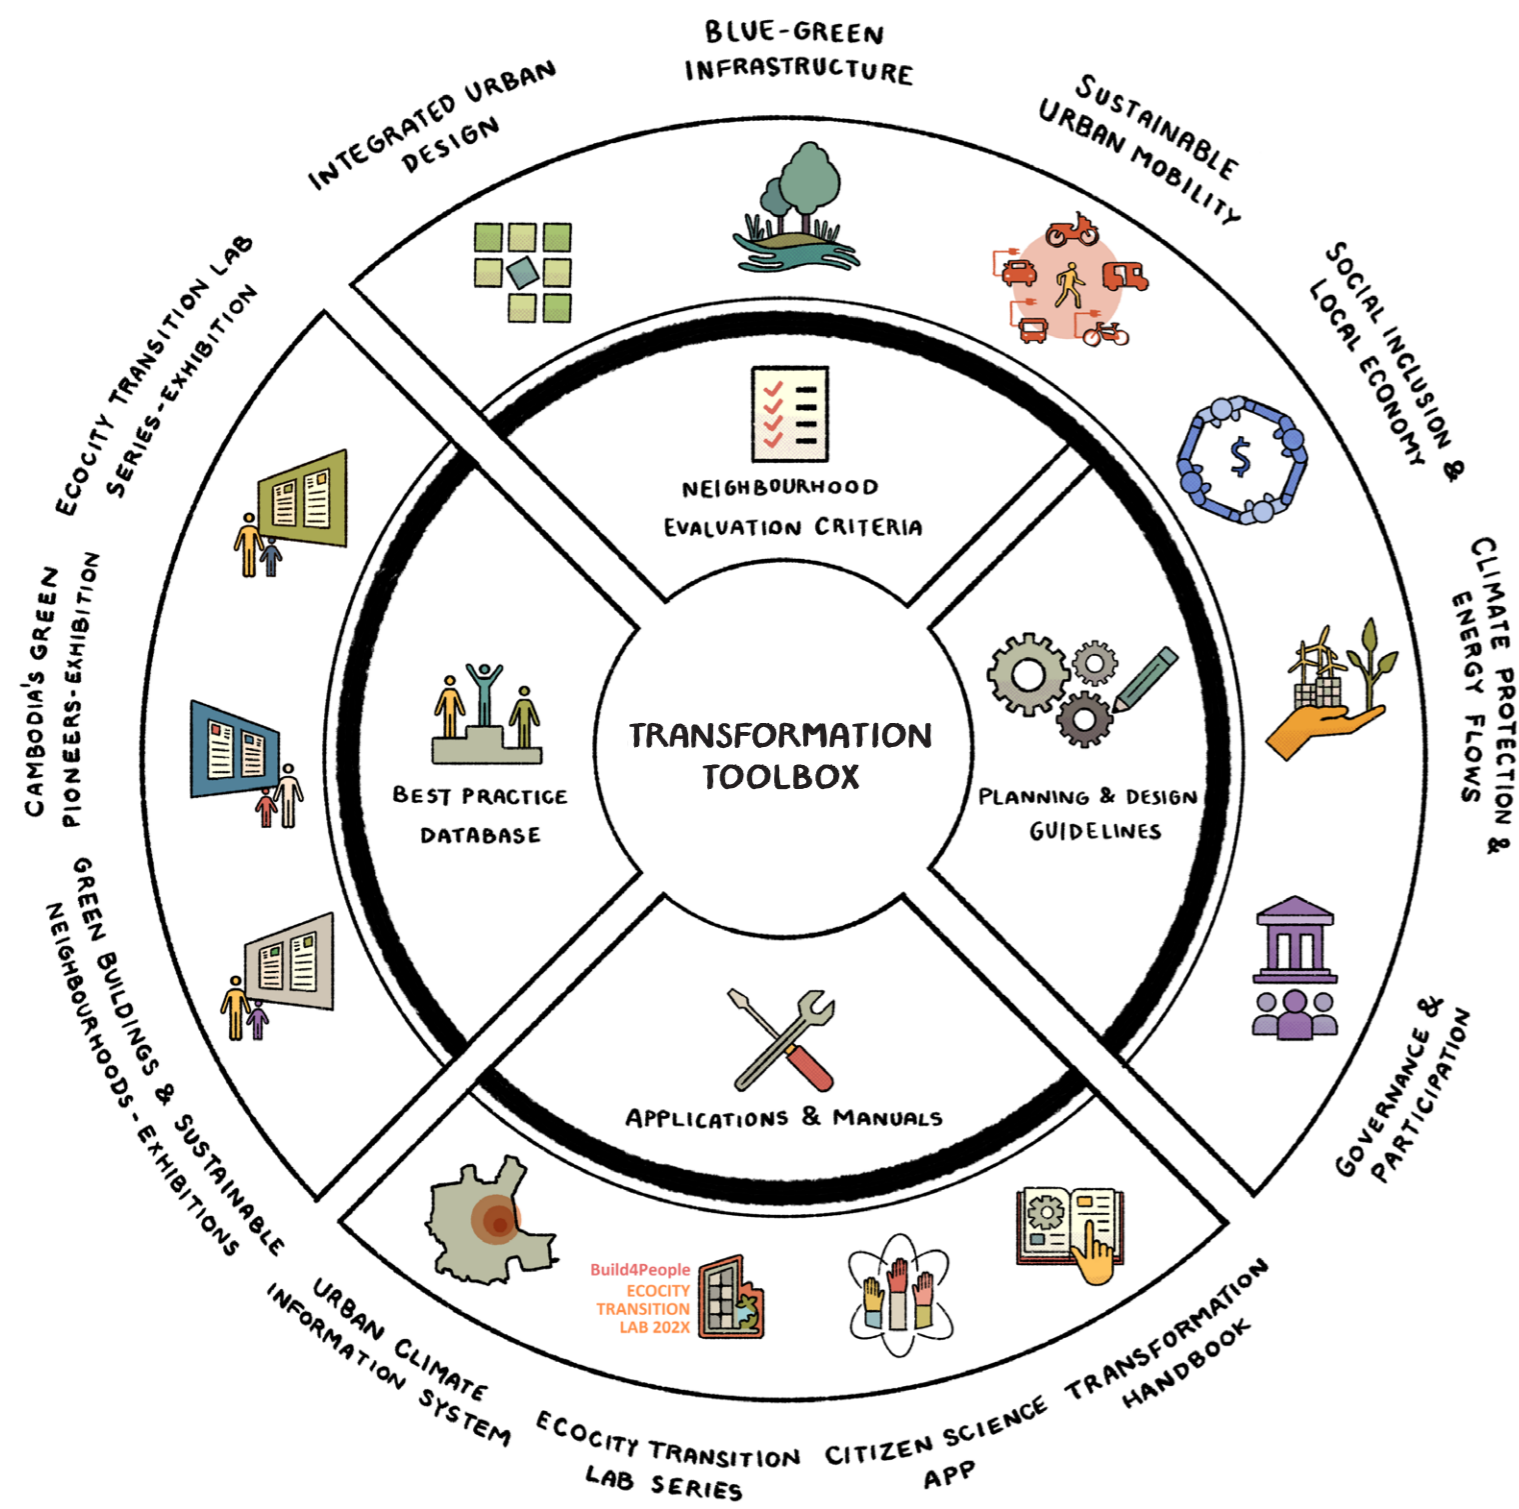 BLUE-GREEN
INFRASTRUCTURE
SUSTAINABLE
URBAN MOBILITY
SOCIAL INCLUSION &
LOCAL ECONOMY
CLIMATE PROTECTION &
ENERGY FLOWS
GOVERNANCE &
PARTICIPATION
TRANSFORMATION
HANDBOOK
CITIZEN SCIENCE
APP
ECOCITY TRANSITION
LAB SERIES
URBAN CLIMATE
INFORMATION SYSTEM
GREEN BUILDINGS & SUSTAINABLE
NEIGHBOURHOODS-EXHIBITIONS
CAMBODIA'S GREEN
PIONEERS-EXHIBITION
ECOCITY TRANSITION LAB
SERIES-EXHIBITION
INTEGRATED URBAN
DESIGN
NEIGHBOURHOOD
EVALUATION CRITERIA
$
PLANNING & DESIGN
GUIDELINES
APPLICATIONS & MANUALS
BEST PRACTICE
DATABASE
TRANSFORMATION
TOOLBOX
Build4People
ECOCITY
TRANSITION
LAB 202X